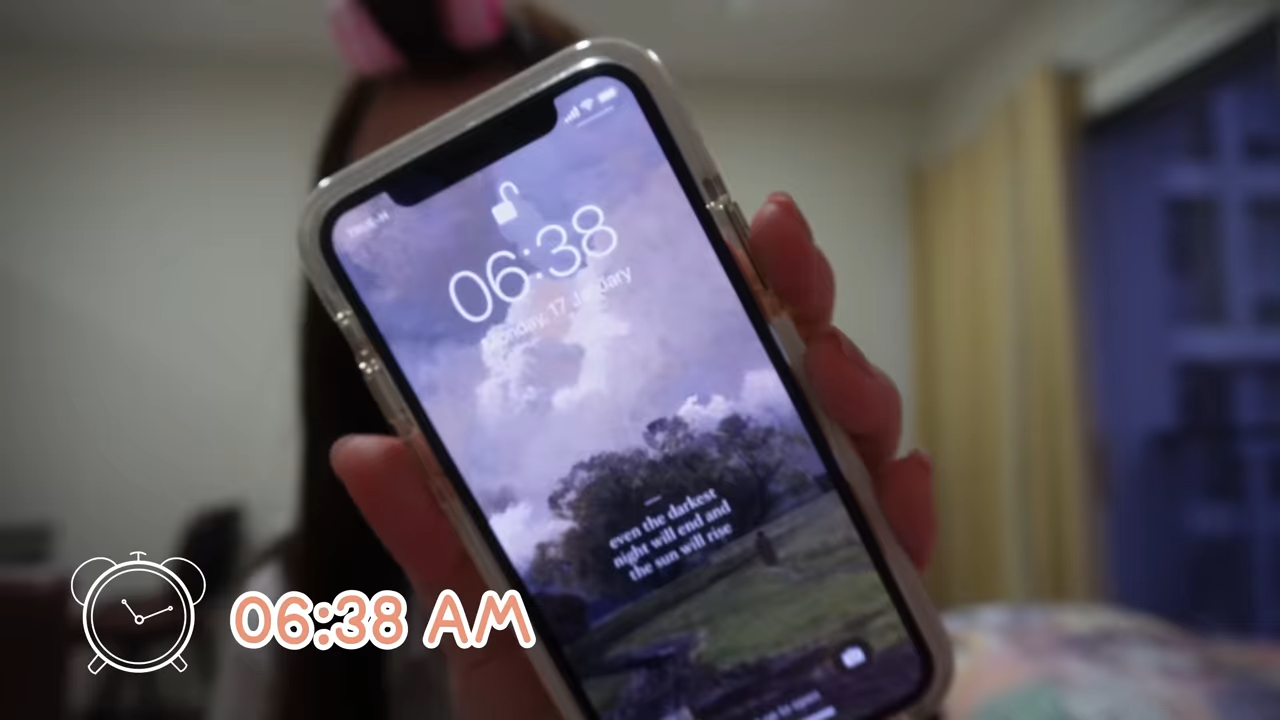 06:38
Monday, 17 January
even the darkest
night will end and
the sun will rise
06:38 AM